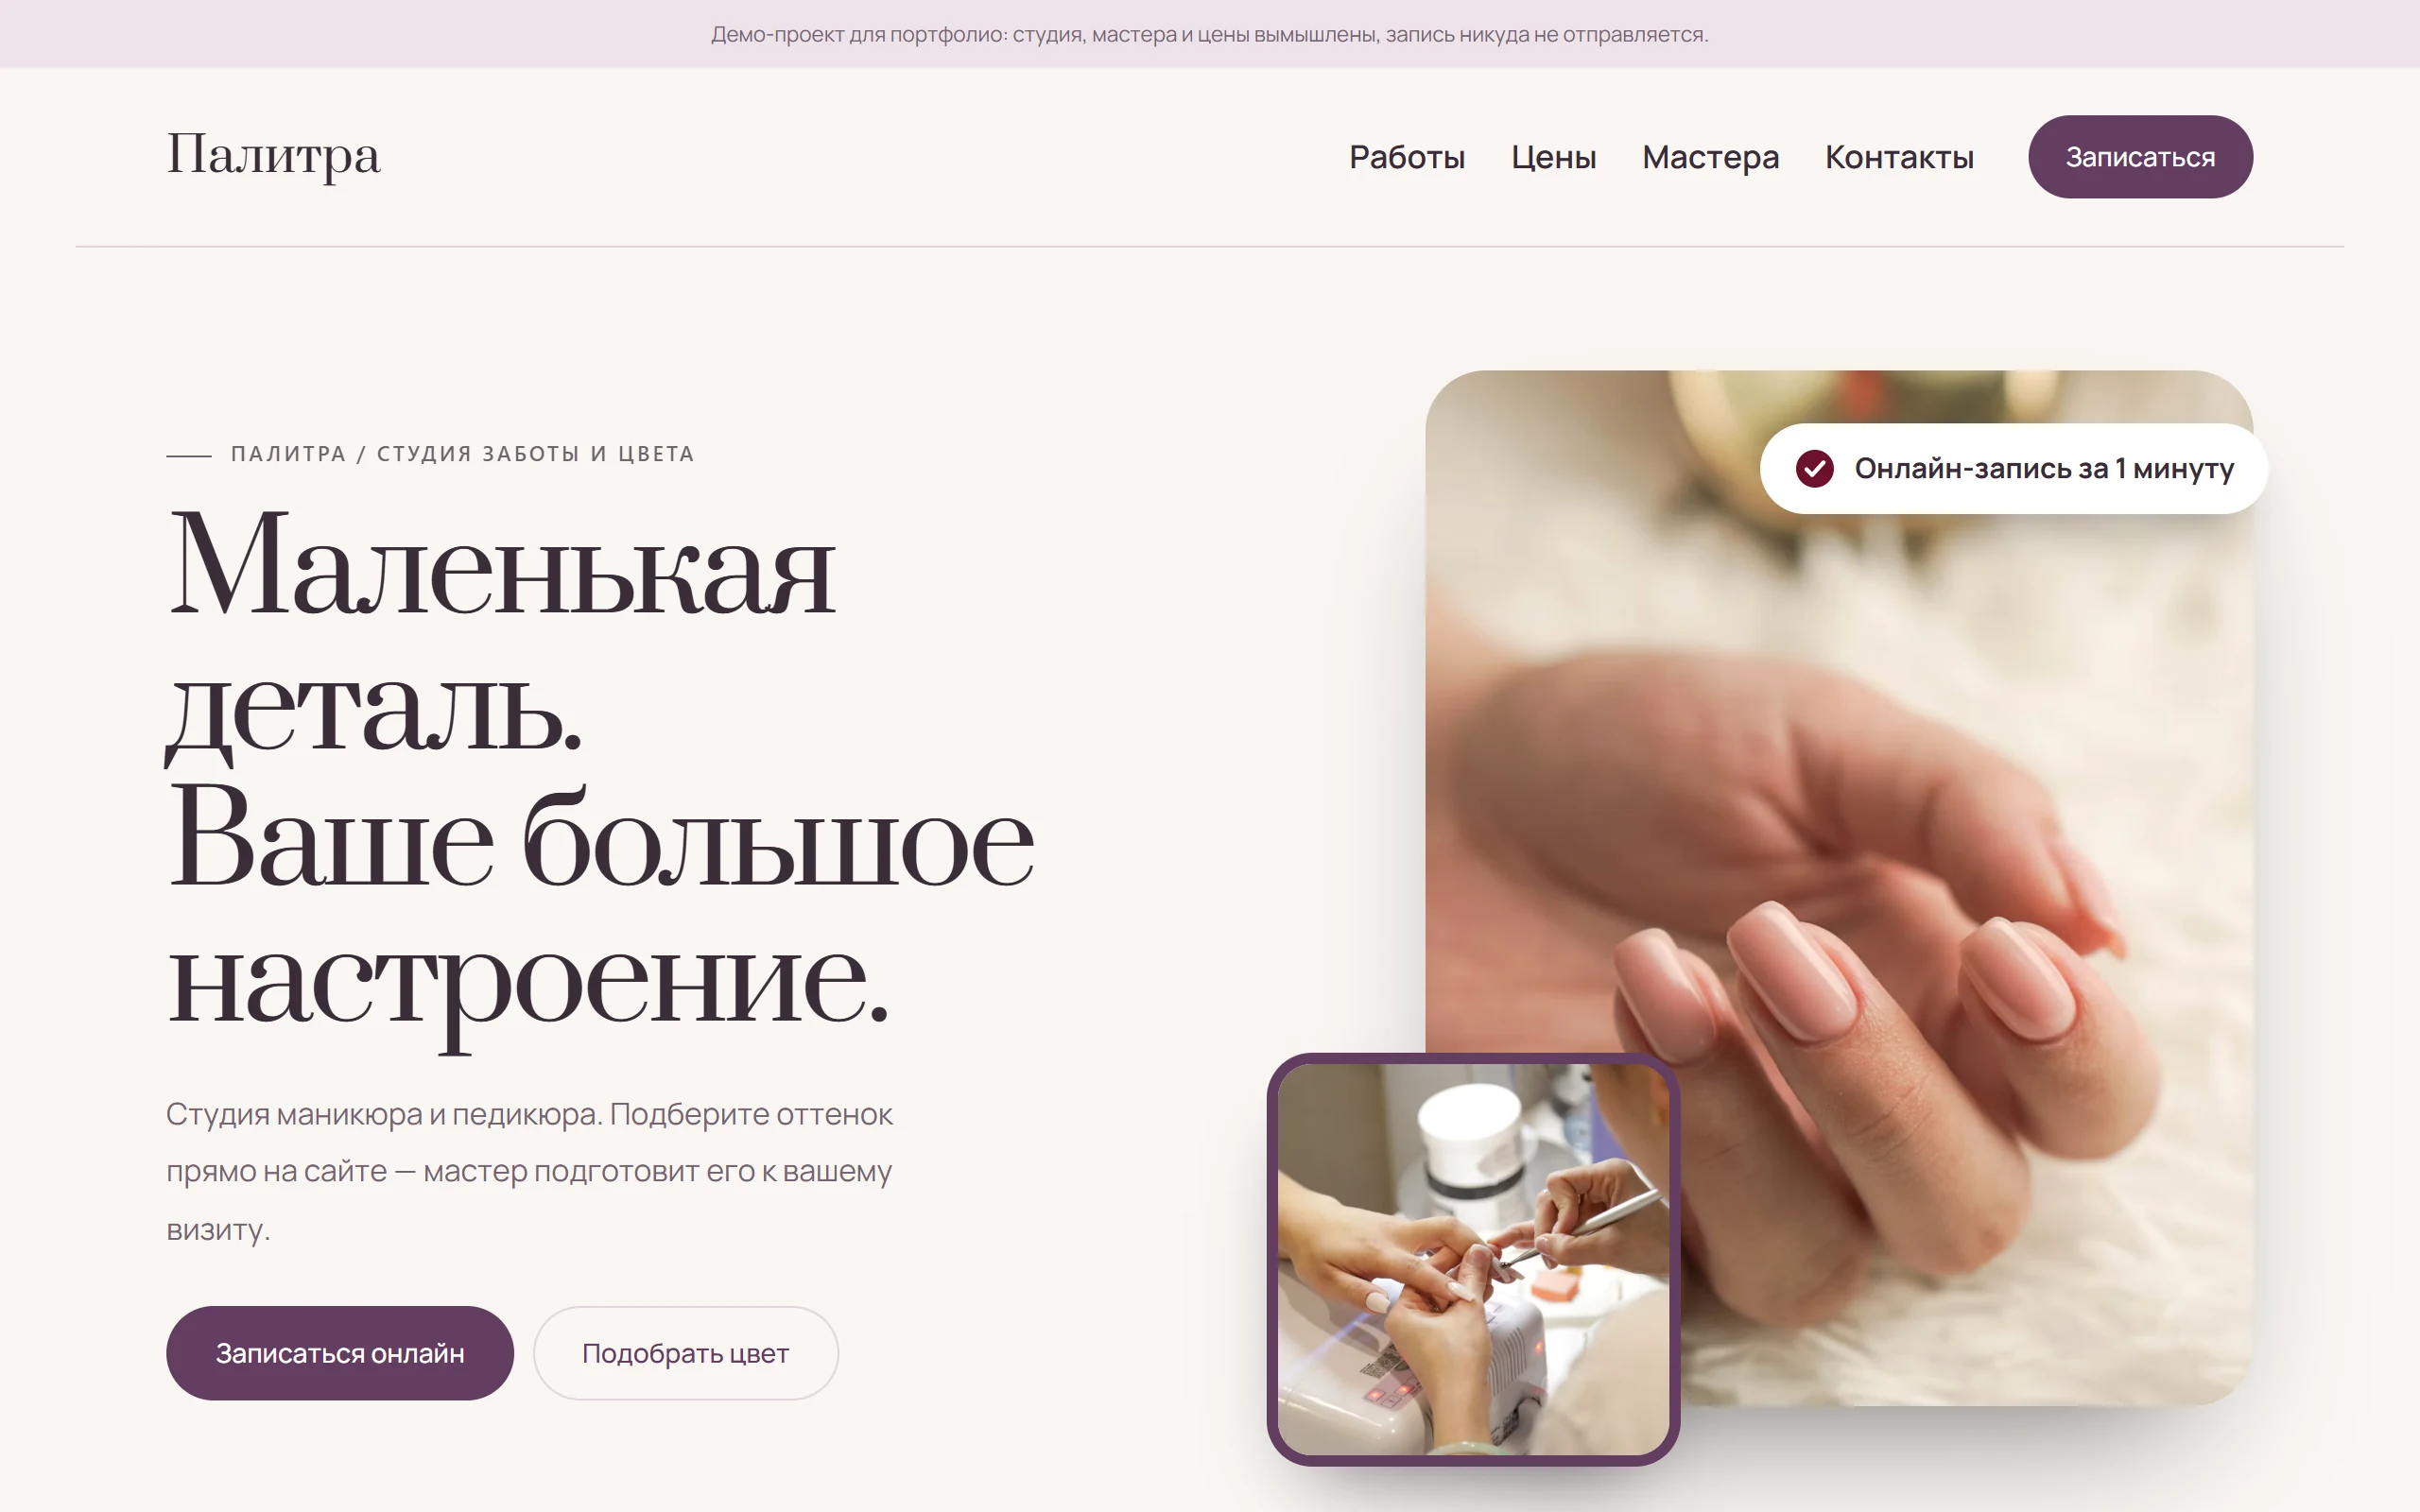 Демо-проект для портфолио: студия, мастера и цены вымышлены, запись никуда не отправляется.
Палитра
Работы Цены Мастера Контакты Записаться
ПАЛИТРА / СТУДИЯ ЗАБОТЫ И ЦВЕТА
Маленькая
деталь.
Ваше большое
настроение.
Студия маникюра и педикюра. Подберите оттенок
прямо на сайте — мастер подготовит его к вашему
визиту.
Записаться онлайн
Подобрать цвет
Онлайн-запись за 1 минуту